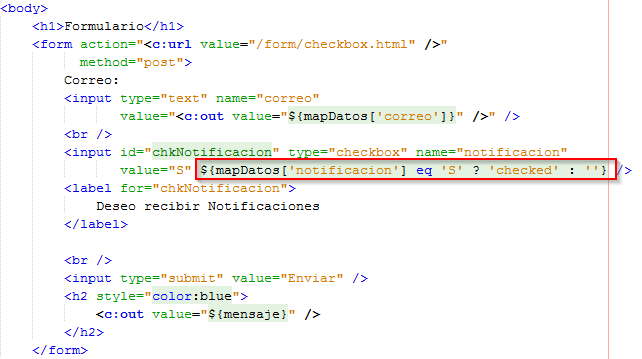 <body>
<h1>Formulario</h1>
<form action="<c:url value="/form/checkbox.html" />"
method="post">
Correo:
<input type="text" name="correo"
value="<c:out value="${mapDatos['correo']}" />" />
<br />
<input id="chkNotificacion" type="checkbox" name="notificacion"
value="S" ${mapDatos['notificacion'] eq 'S' ? 'checked' : ''} />
<label for="chkNotificacion">
Deseo recibir Notificaciones
</label>
<br />
<input type="submit" value="Enviar" />
<h2 style="color:blue">
<c:out value="${mensaje}" />
</h2>
</form>